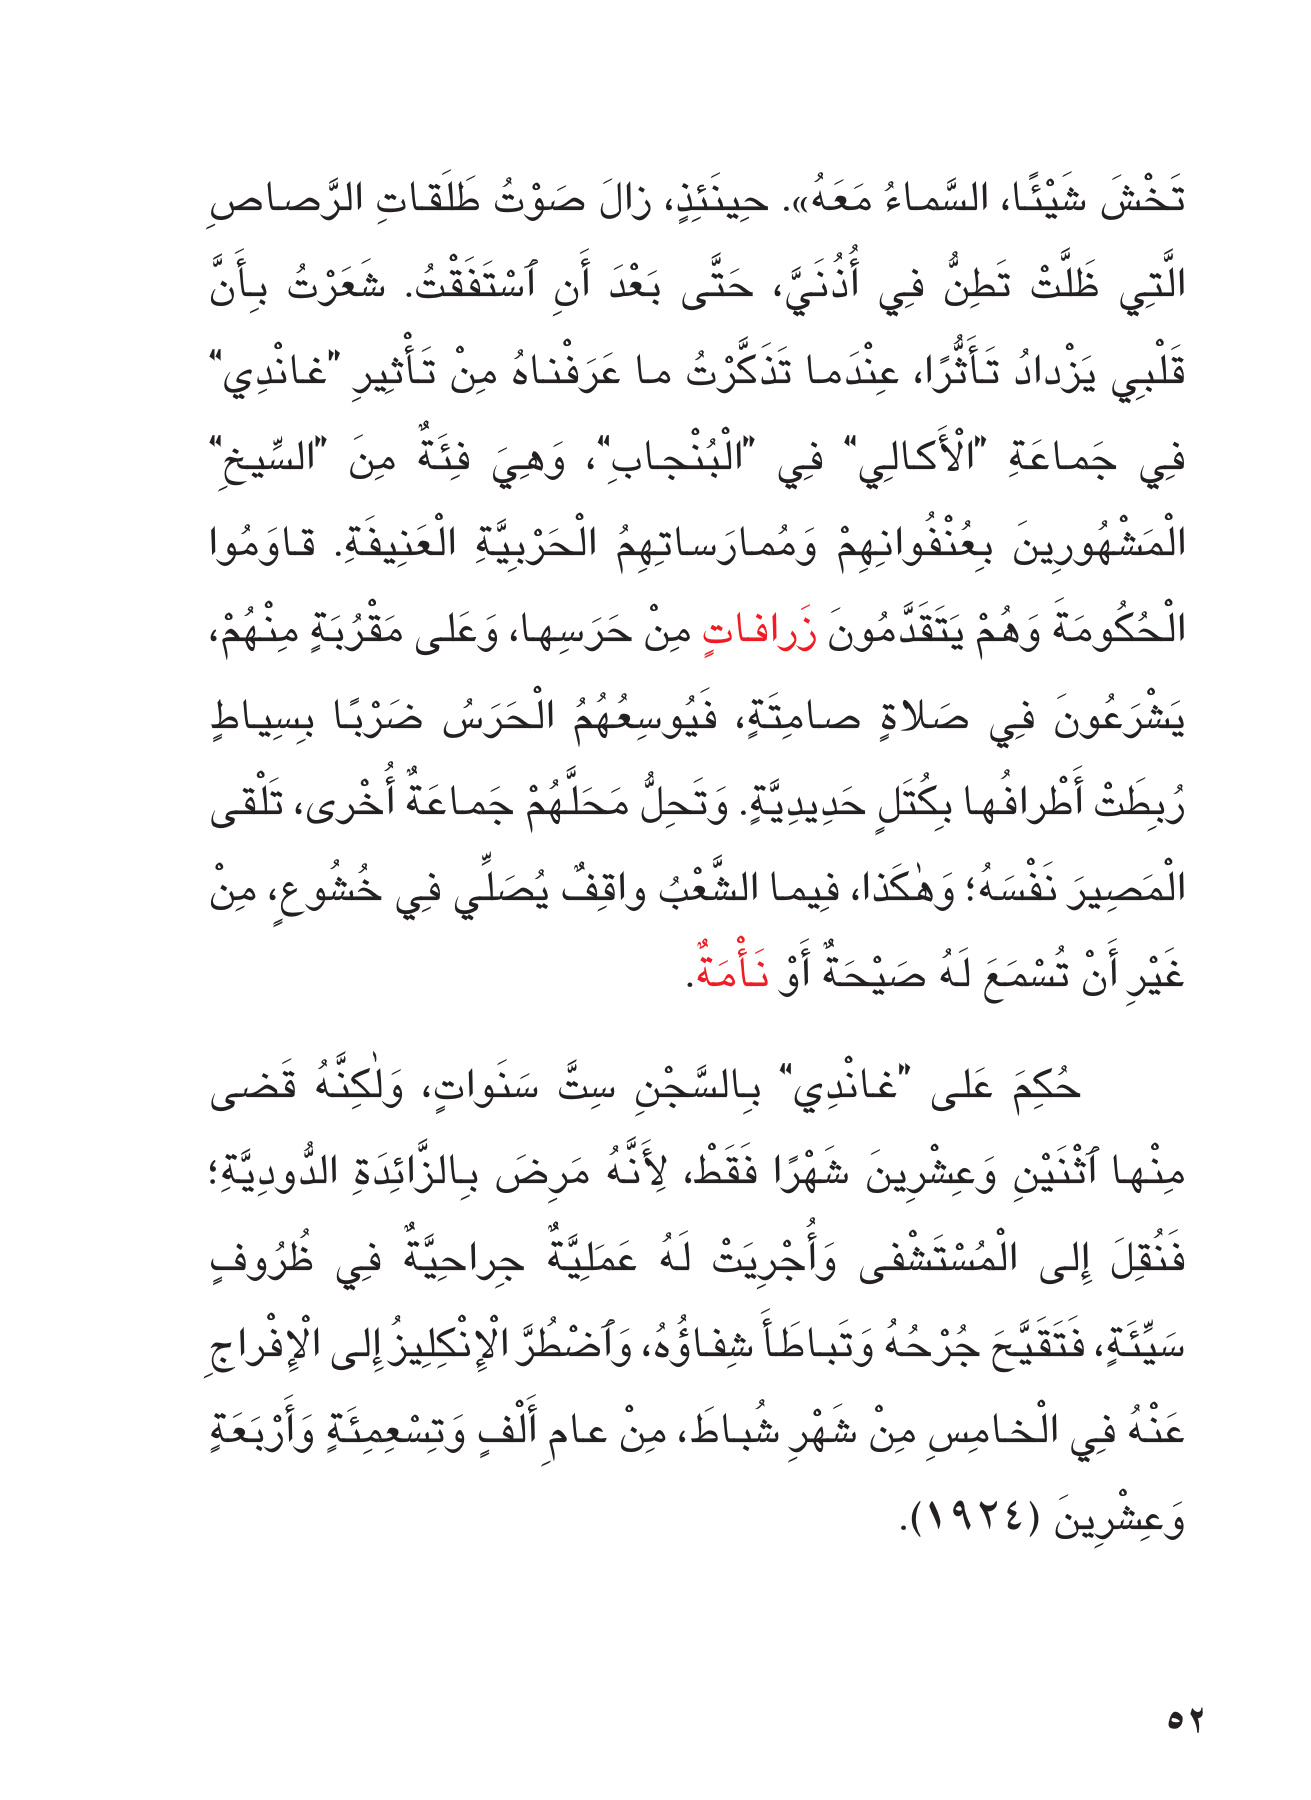 تَخْشَ شَيْئًا، السَّماءُ مَعَهُ». حِينَئِذٍ، زالَ صَوْتُ طَلَقاتِ الرَّصاصِ
الَّتِي ظَلَّتْ تَطِنُّ فِي أُذُنَيَّ، حَتَّى بَعْدَ أَنِ ٱسْتَفَقْتُ. شَعَرْتُ بِأَنَّ
قَلْبِي يَزْدادُ تَأَثُّرًا، عِنْدَما تَذَكَّرْتُ ما عَرَفْناهُ مِنْ تَأْثِيرِ ”غانْدِي“
فِي جَماعَةِ ”الْأَكالِي“ فِي ”الْبُنْجابِ“، وَهِيَ فِئَةٌ مِنَ ”السِّيخِ“
الْمَشْهُورِينَ بِعُنْفُوانِهِمْ وَمُمارَساتِهِمُ الْحَرْبِيَّةِ الْعَنِيفَةِ. قاوَمُوا
الْحُكُومَةَ وَهُمْ يَتَقَدَّمُونَ زَرافاتٍ مِنْ حَرَسِها، وَعَلى مَقْرُبَةٍ مِنْهُمْ،
يَشْرَعُونَ فِي صَلاةٍ صامِتَةٍ، فَيُوسِعُهُمُ الْحَرَسُ ضَرْبًا بِسِياطٍ
رُبِطَتْ أَطْرافُها بِكُتَلٍ حَدِيدِيَّةٍ. وَتَحِلُّ مَحَلَّهُمْ جَماعَةٌ أُخْرى، تَلْقى
الْمَصِيرَ نَفْسَهُ؛ وَهٰكَذا، فِيما الشَّعْبُ واقِفٌ يُصَلِّي فِي خُشُوعٍ، مِنْ
غَيْرِ أَنْ تُسْمَعَ لَهُ صَيْحَةٌ أَوْ نَأْمَةٌ.
حُكِمَ عَلى ”غانْدِي“ بِالسَّجْنِ سِتَّ سَنَواتٍ، وَلٰكِنَّهُ قَضى
مِنْها ٱثْنَيْنِ وَعِشْرِينَ شَهْرًا فَقَطْ، لِأَنَّهُ مَرِضَ بِالزَّائِدَةِ الدُّودِيَّةِ؛
فَنُقِلَ إِلى الْمُسْتَشْفى وَأُجْرِيَتْ لَهُ عَمَلِيَّةٌ جِراحِيَّةٌ فِي ظُرُوفٍ
سَيِّئَةٍ، فَتَقَيَّحَ جُرْحُهُ وَتَباطَأَ شِفاؤُهُ، وَٱضْطُرَّ الْإِنْكِلِيزُ إِلى الْإِفْراجِ
عَنْهُ فِي الْخامِسِ مِنْ شَهْرِ شُباطَ، مِنْ عامِ أَلْفٍ وَتِسْعِمِئَةٍ وَأَرْبَعَةٍ
وَعِشْرِينَ (١٩٢٤).
٥٢